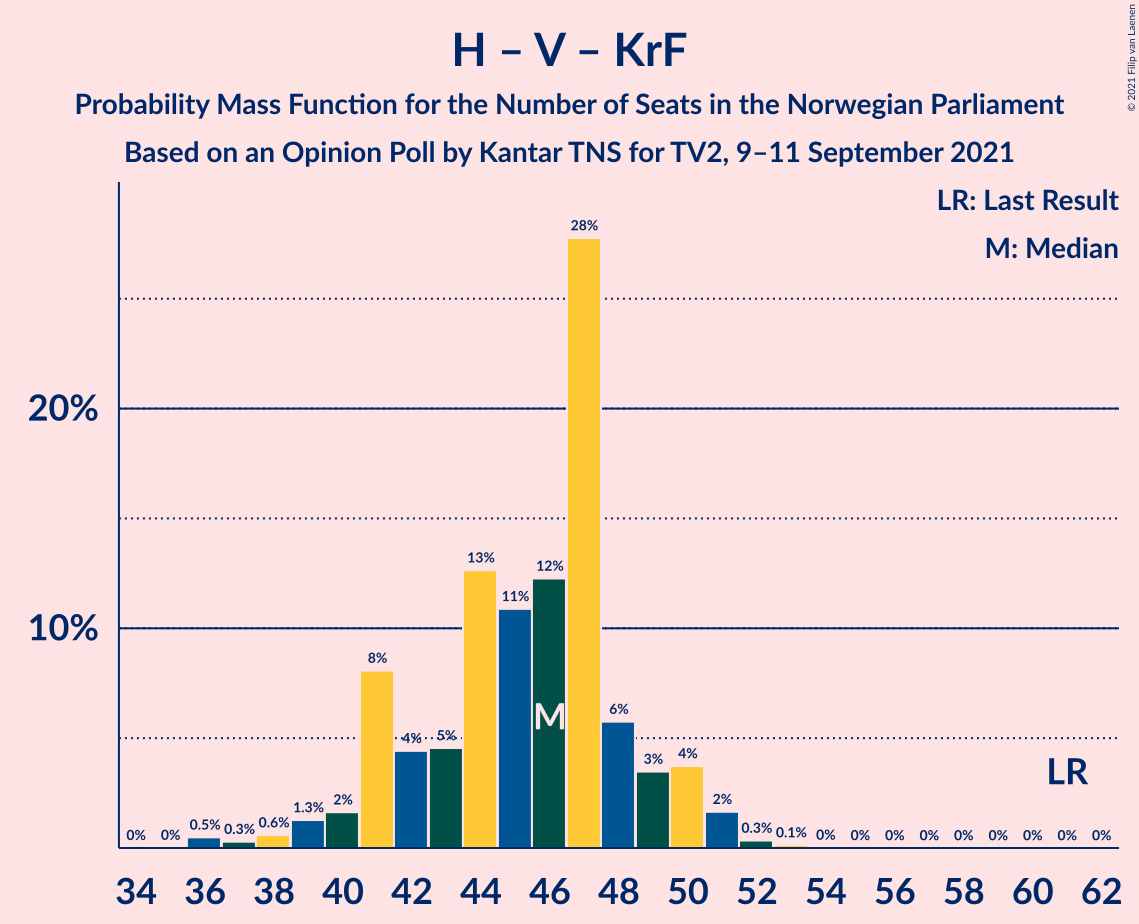 H – V – KrF
Probability Mass Function for the Number of Seats in the Norwegian Parliament
Based on an Opinion Poll by Kantar TNS for TV2, 9–11 September 2021
© 2021 Filip van Laenen
LR: Last Result
M: Median
20%
10%
0% 0% 0.5% 0.3% 0.6% 1.3% 2% 8% 4% 5% 13% 11% 12% 28% 6% 3% 4% 2% 0.3% 0.1% 0% 0% 0% 0% 0% 0% 0% 0% 0%
M
LR
34 36 38 40 42 44 46 48 50 52 54 56 58 60 62